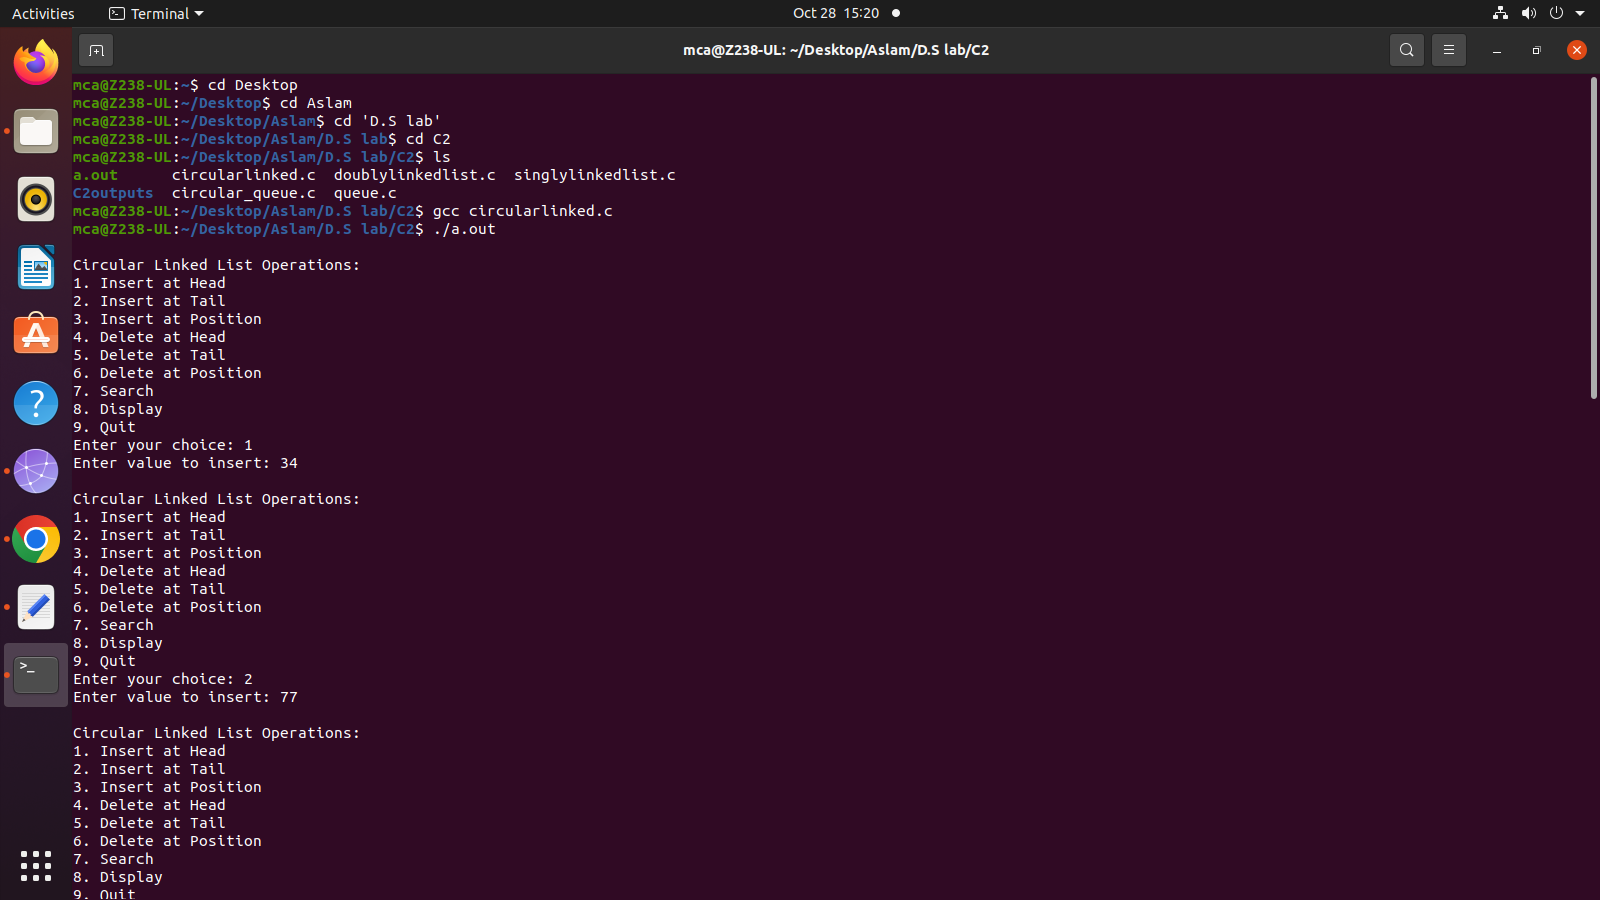 Activities Terminal Oct 28 15:20
mca@Z238-UL: ~/Desktop/Aslam/D.S lab/C2
mca@Z238-UL:~$ cd Desktop
mca@Z238-UL:~/Desktop$ cd Aslam
mca@Z238-UL:~/Desktop/Aslam$ cd 'D.S lab'
mca@Z238-UL:~/Desktop/Aslam/D.S lab$ cd C2
mca@Z238-UL:~/Desktop/Aslam/D.S lab/C2$ ls
a.out      circularlinked.c  doublylinkedlist.c  singlylinkedlist.c
C2outputs  circular_queue.c  queue.c
mca@Z238-UL:~/Desktop/Aslam/D.S lab/C2$ gcc circularlinked.c
mca@Z238-UL:~/Desktop/Aslam/D.S lab/C2$ ./a.out
Circular Linked List Operations:
1. Insert at Head
2. Insert at Tail
3. Insert at Position
4. Delete at Head
5. Delete at Tail
6. Delete at Position
7. Search
8. Display
9. Quit
Enter your choice: 1
Enter value to insert: 34
Circular Linked List Operations:
1. Insert at Head
2. Insert at Tail
3. Insert at Position
4. Delete at Head
5. Delete at Tail
6. Delete at Position
7. Search
8. Display
9. Quit
Enter your choice: 2
Enter value to insert: 77
Circular Linked List Operations:
1. Insert at Head
2. Insert at Tail
3. Insert at Position
4. Delete at Head
5. Delete at Tail
6. Delete at Position
7. Search
8. Display
9. Quit